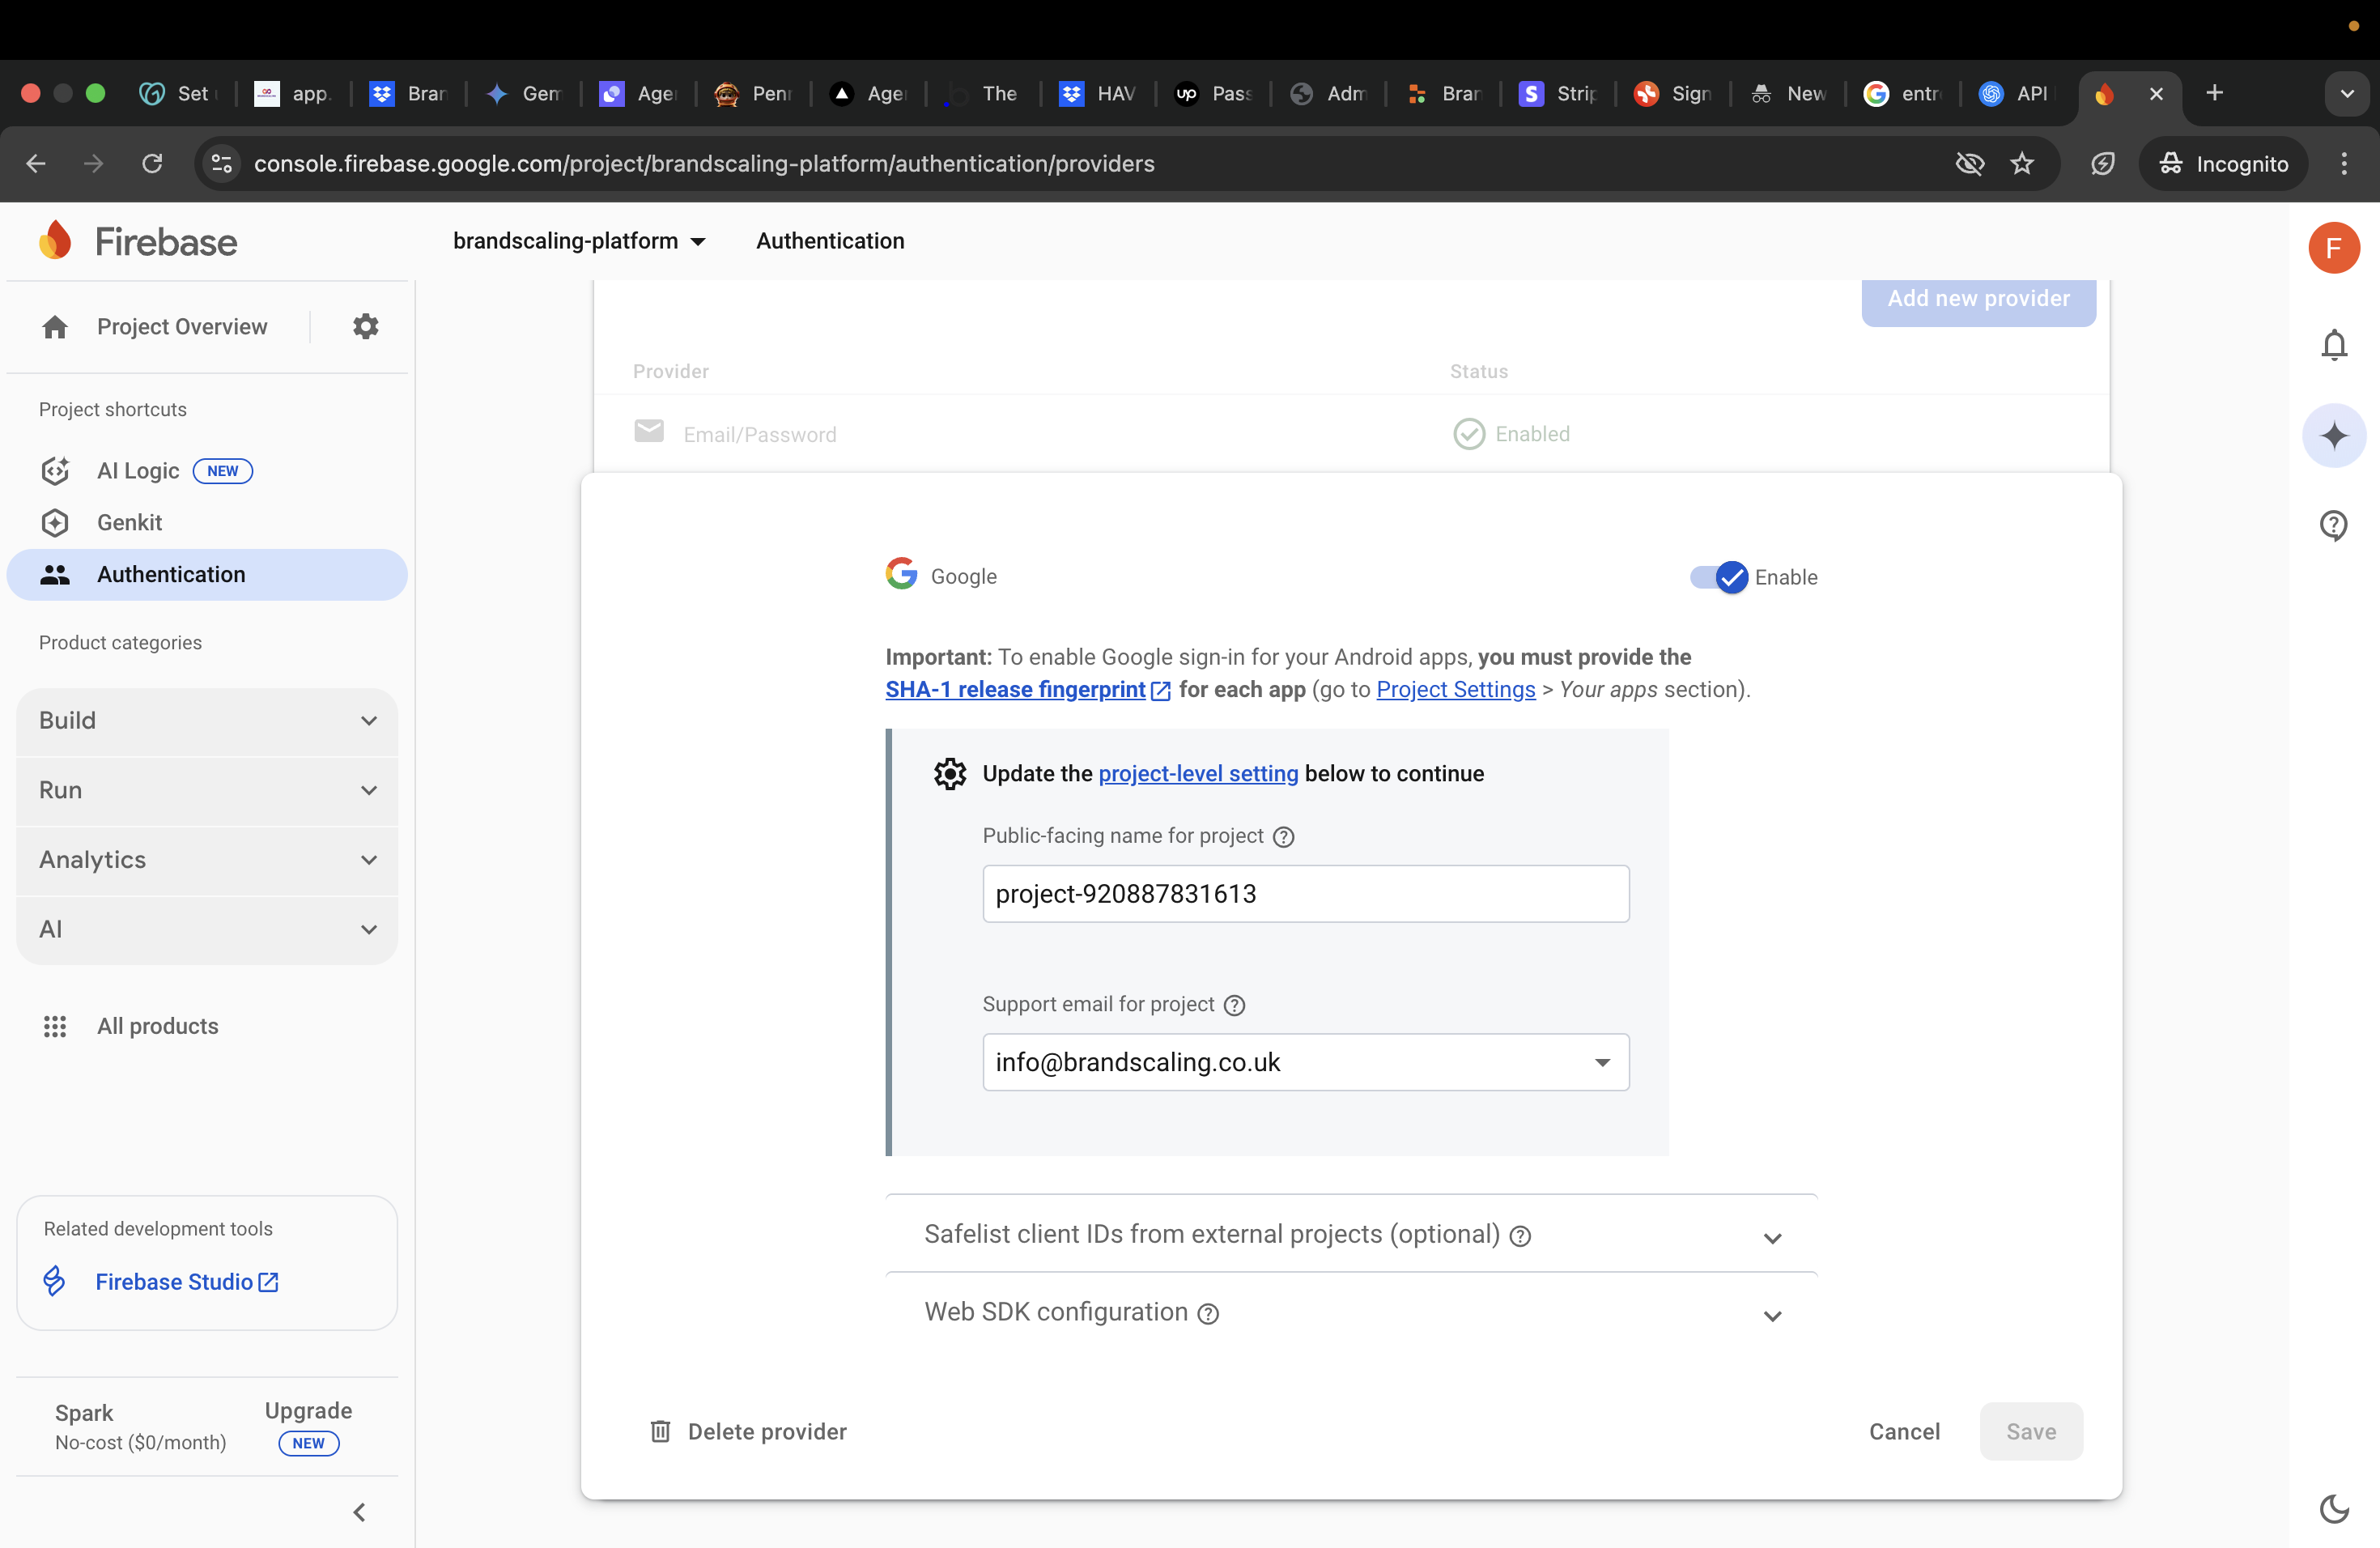 Set
app.
Bran
Gem
Age
Penn
Age
The
HAV
Pass
Adm
Bran
Strip
Sign
New
entr
API
console.firebase.google.com/project/brandscaling-platform/authentication/providers
Incognito
Firebase
brandscaling-platform
Authentication
F
Project Overview
Project shortcuts
AI Logic NEW
Genkit
Authentication
Product categories
Build
Run
Analytics
AI
All products
Related development tools
Firebase Studio
Spark
No-cost ($0/month)
Upgrade
NEW
Add new provider
Provider Status
Email/Password Enabled
Google Enable
Important: To enable Google sign-in for your Android apps, you must provide the
SHA-1 release fingerprint for each app (go to Project Settings > Your apps section).
Update the project-level setting below to continue
Public-facing name for project
project-920887831613
Support email for project
info@brandscaling.co.uk
Safelist client IDs from external projects (optional)
Web SDK configuration
Delete provider
Cancel
Save